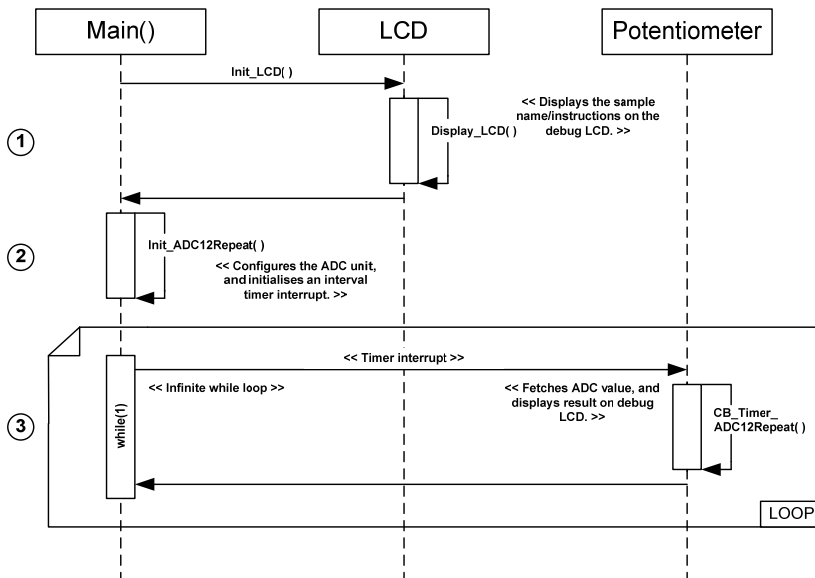 Main()
LCD
Potentiometer
Init_LCD( )
1
Display_LCD( )
<< Displays the sample
name/instructions on the
debug LCD. >>
2
Init_ADC12Repeat( )
<< Configures the ADC unit,
and initialises an interval
timer interrupt. >>
3
while(1)
<< Timer interrupt >>
<< Infinite while loop >>
<< Fetches ADC value, and
displays result on debug
LCD. >>
CB_Timer_
ADC12Repeat( )
LOOP